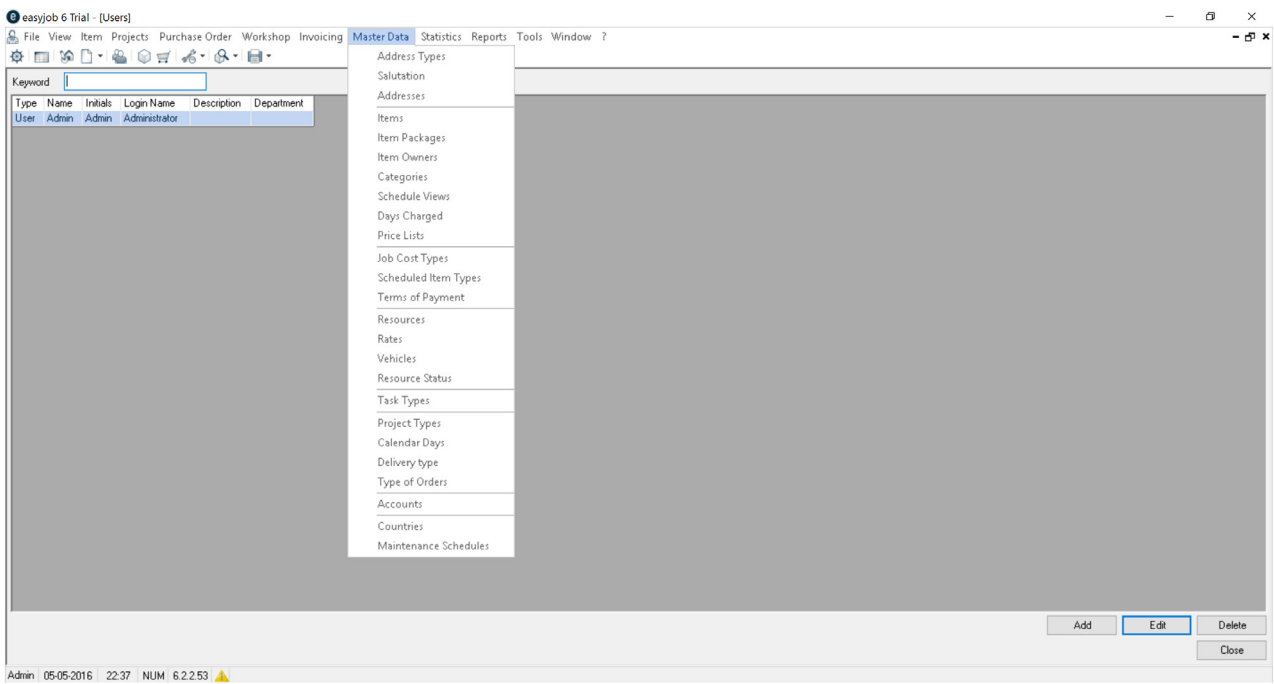 easyjob 6 Trial - [Users]
File View Item Projects Purchase Order Workshop Invoicing Master Data Statistics Reports Tools Window ?
Keyword
Type Name Initials Login Name Description Department
User Admin Admin Administrator
Address Types
Salutation
Addresses
Items
Item Packages
Item Owners
Categories
Schedule Views
Days Charged
Price Lists
Job Cost Types
Scheduled Item Types
Terms of Payment
Resources
Rates
Vehicles
Resource Status
Task Types
Project Types
Calendar Days
Delivery type
Type of Orders
Accounts
Countries
Maintenance Schedules
Add Edit Delete
Close
Admin 05-05-2016 22:37 NUM 6.2.2.53